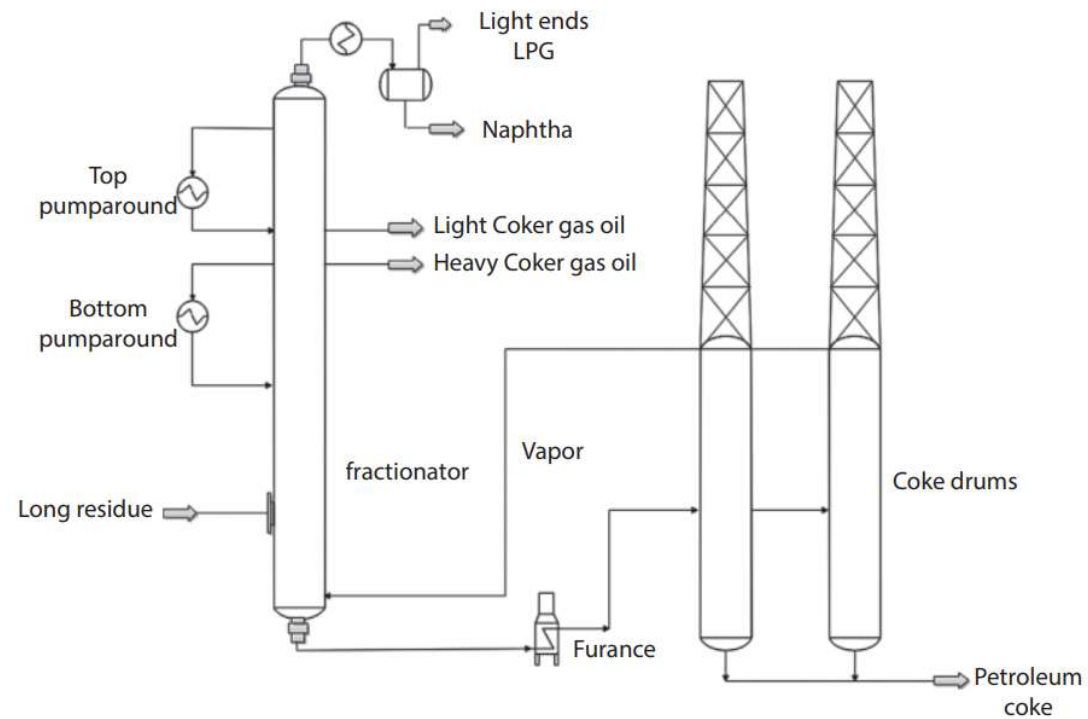 Light ends
LPG
Naphtha
Top
pumparound
Light Coker gas oil
Heavy Coker gas oil
Bottom
pumparound
Vapor
fractionator
Coke drums
Long residue
Furance
Petroleum
coke